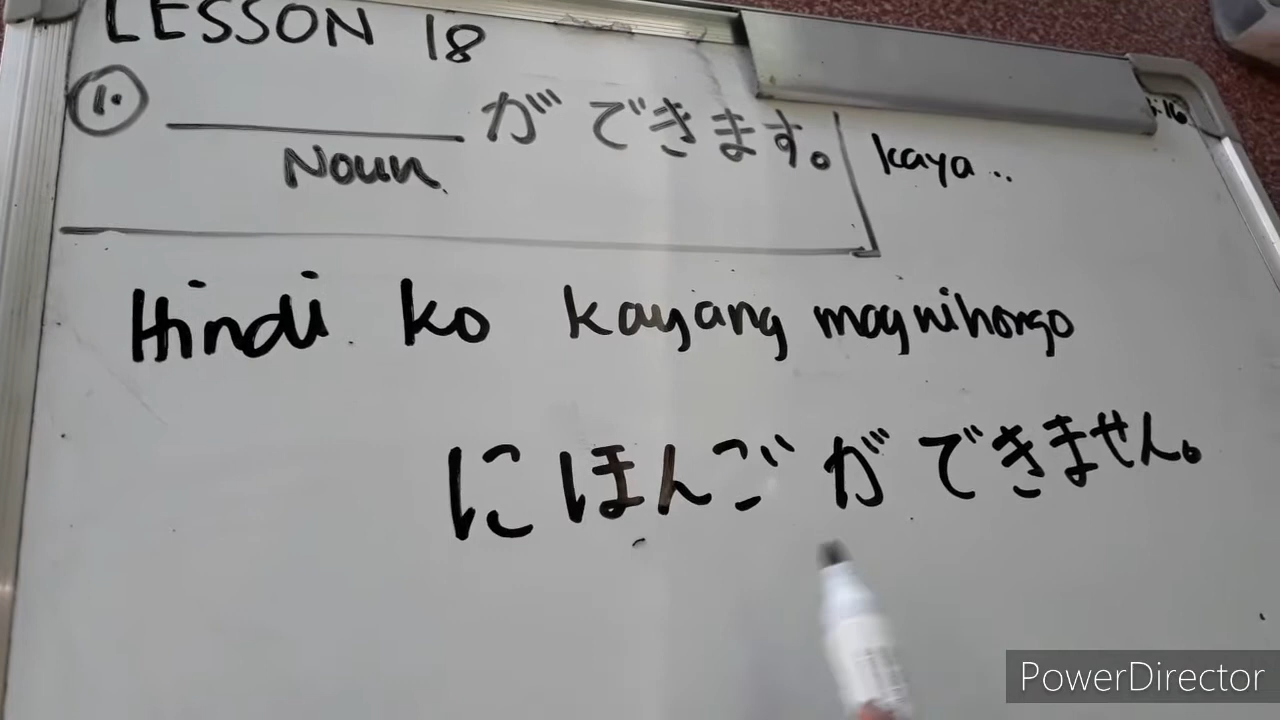 LESSON 18
1. ________ が できます。 kaya ..
Noun
Hindi ko kayang magnihongo
にほんご が できません。
PowerDirector